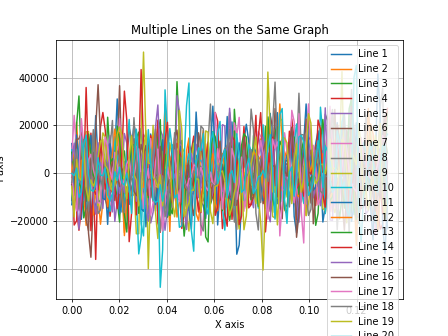 Multiple Lines on the Same Graph
40000
20000
0
−20000
−40000
0.00
0.02
0.04
0.06
0.08
0.10
X axis
Line 1
Line 2
Line 3
Line 4
Line 5
Line 6
Line 7
Line 8
Line 9
Line 10
Line 11
Line 12
Line 13
Line 14
Line 15
Line 16
Line 17
Line 18
Line 19
Line 20